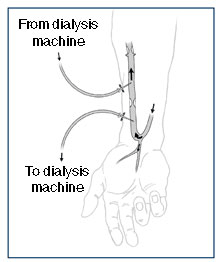 From dialysis
machine
To dialysis
machine